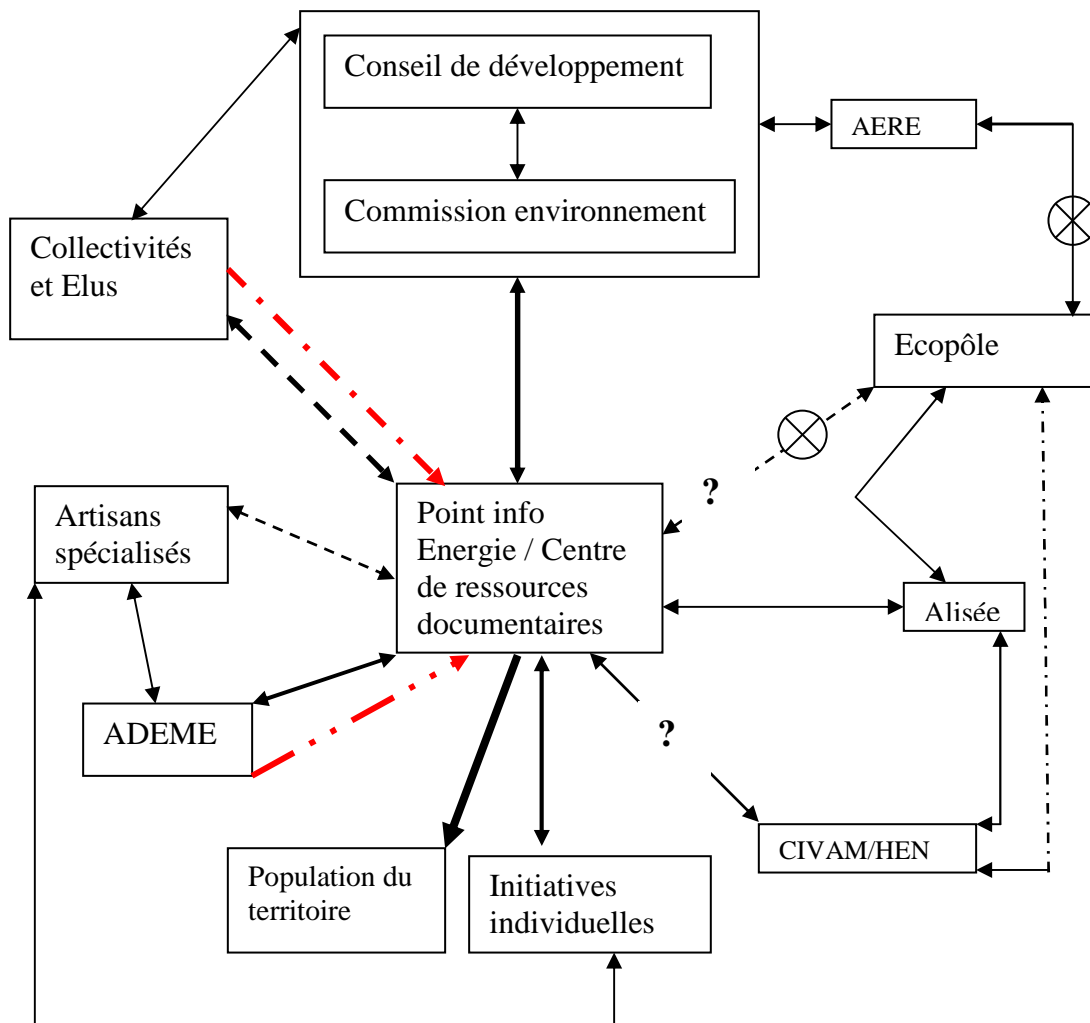 Conseil de développement
AERE
Commission environnement
Collectivités
et Elus
Ecopôle
?
Artisans
spécialisés
Point info
Energie / Centre
de ressources
documentaires
Alisée
ADEME
?
CIVAM/HEN
Population du
territoire
Initiatives
individuelles